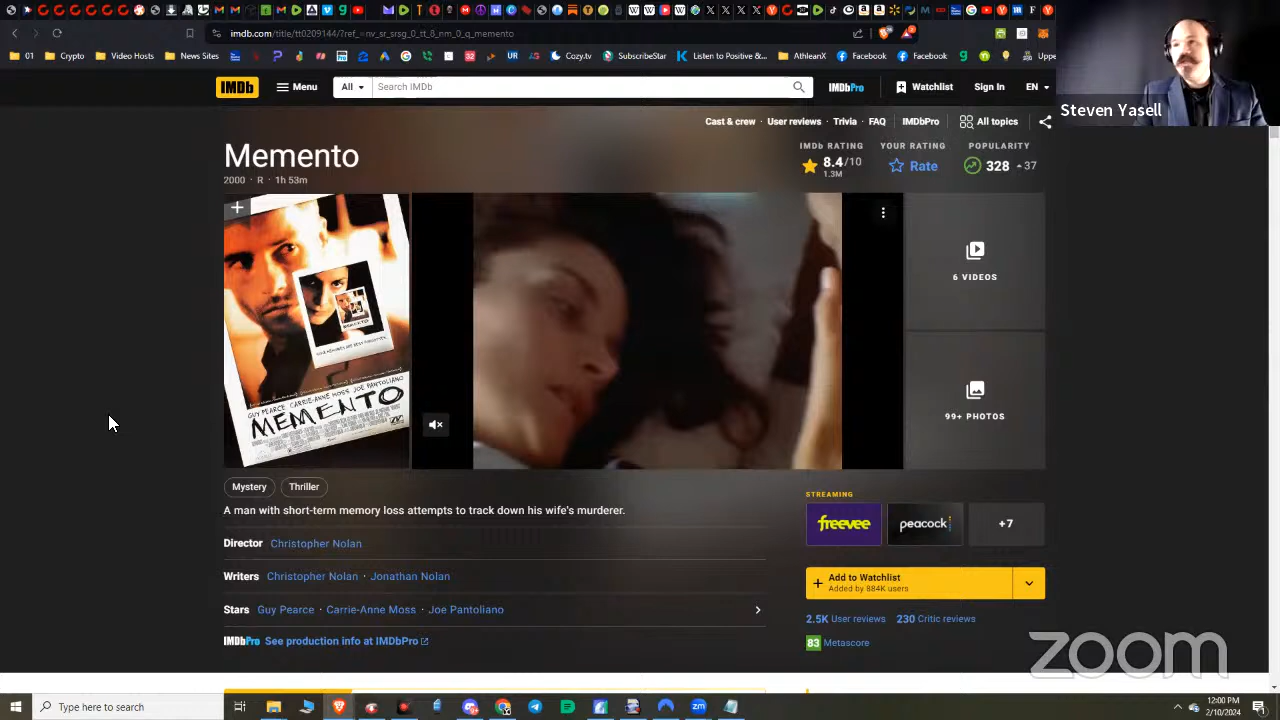 imdb.com/title/tt0209144/?ref_=nv_sr_srsg_0_tt_8_nm_0_q_memento
01 Crypto Video Hosts News Sites
UR AG Cozy.tv SubscribeStar Listen to Positive &... AthleanX Facebook Facebook Uppe
IMDb Menu All Search IMDb IMDbPro Watchlist Sign In EN
Steven Yasell
Cast & crew · User reviews · Trivia · FAQ IMDbPro All topics
Memento
2000 · R · 1h 53m
IMDb RATING YOUR RATING POPULARITY
8.4/10 Rate 328 37
1.3M
GUY PEARCE CARRIE-ANNE MOSS JOE PANTOLIANO
MEMENTO
6 VIDEOS
99+ PHOTOS
Mystery Thriller
A man with short-term memory loss attempts to track down his wife's murderer.
Director Christopher Nolan
Writers Christopher Nolan · Jonathan Nolan
Stars Guy Pearce · Carrie-Anne Moss · Joe Pantoliano
IMDbPro See production info at IMDbPro
STREAMING
freevee peacock +7
Add to Watchlist
Added by 884K users
2.5K User reviews 230 Critic reviews
83 Metascore
zoom
Type here to search
12:00 PM
2/10/2024